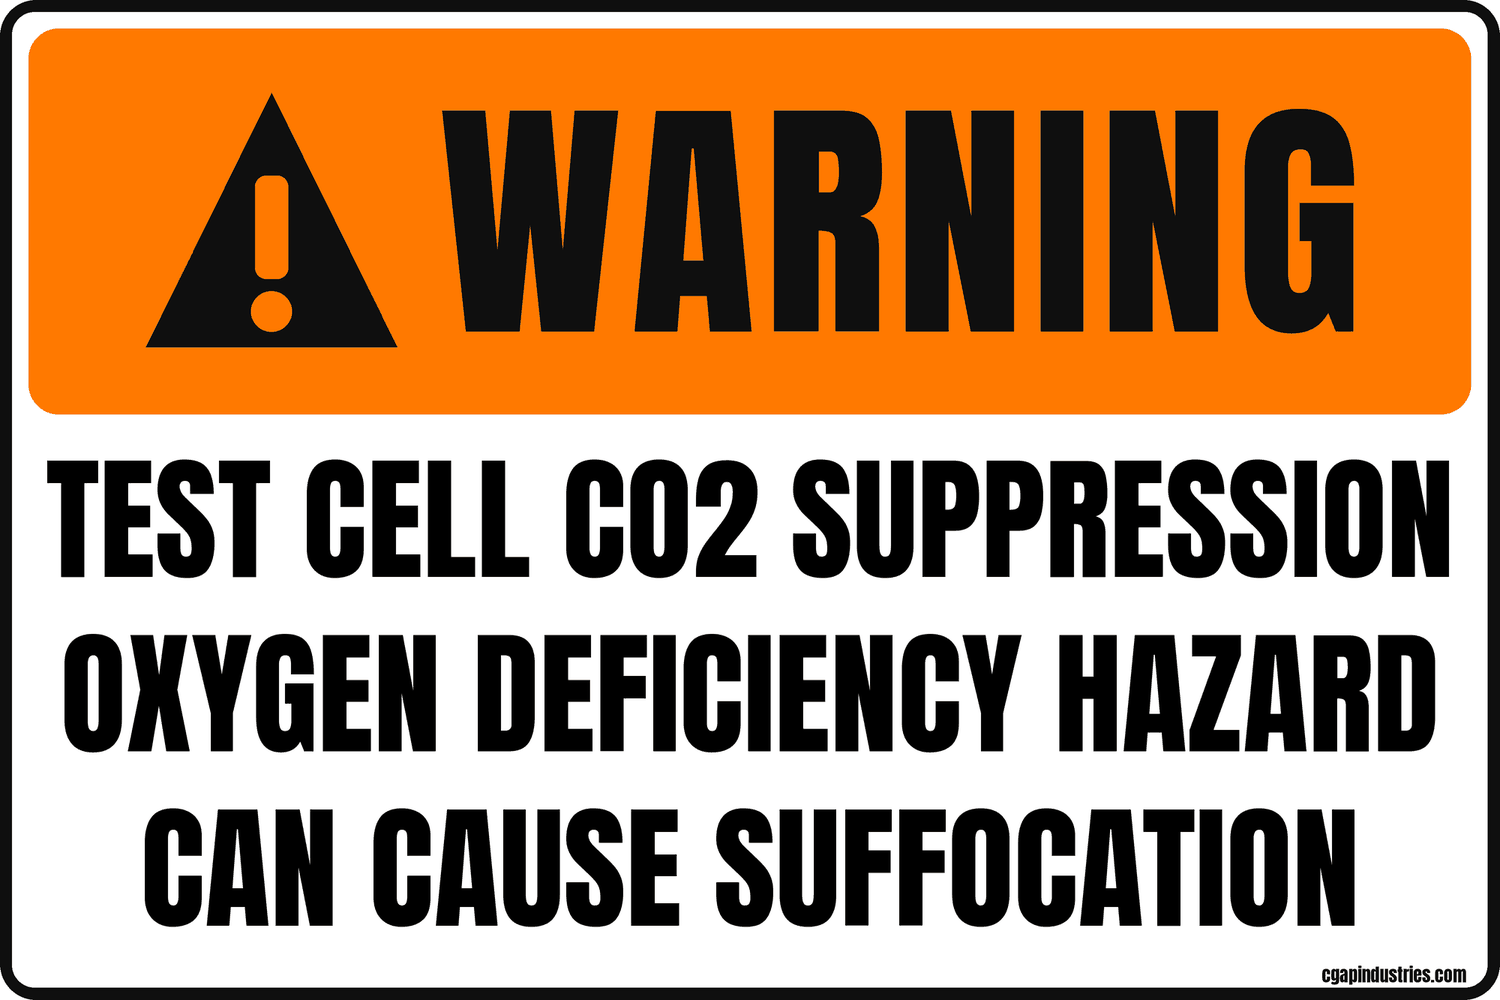 WARNING
TEST CELL CO2 SUPPRESSION
OXYGEN DEFICIENCY HAZARD
CAN CAUSE SUFFOCATION
cgapindustries.com